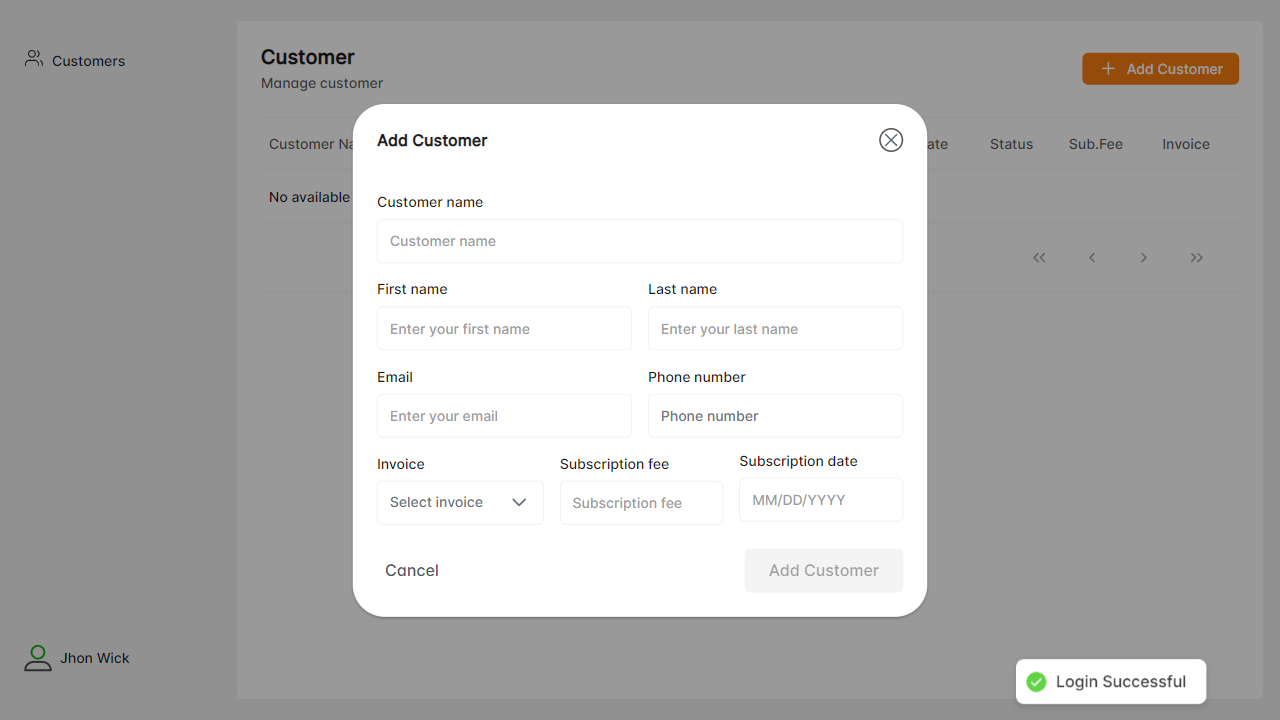 Customers
Customer
Manage customer
Add Customer
Customer Na
ate
Status
Sub.Fee
Invoice
No available
Add Customer
Customer name
Customer name
First name
Last name
Enter your first name
Enter your last name
Email
Phone number
Enter your email
Phone number
Invoice
Subscription fee
Subscription date
Select invoice
Subscription fee
MM/DD/YYYY
Cancel
Add Customer
Jhon Wick
Login Successful